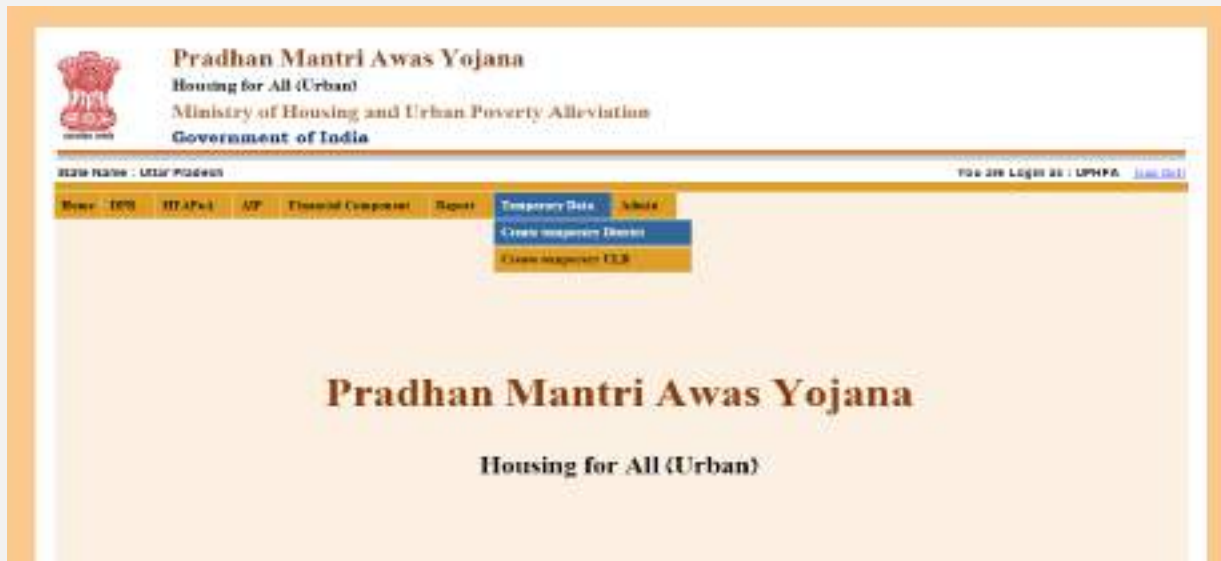 Pradhan Mantri Awas Yojana
Housing for All (Urban)
Ministry of Housing and Urban Poverty Alleviation
Government of India
State Name : Uttar Pradesh You are Login as : UPHPA
Home DPR HFAPoA AIP Financial Component Report Temporary Data Admin
Create temporary District
Create temporary ULB
Pradhan Mantri Awas Yojana
Housing for All (Urban)